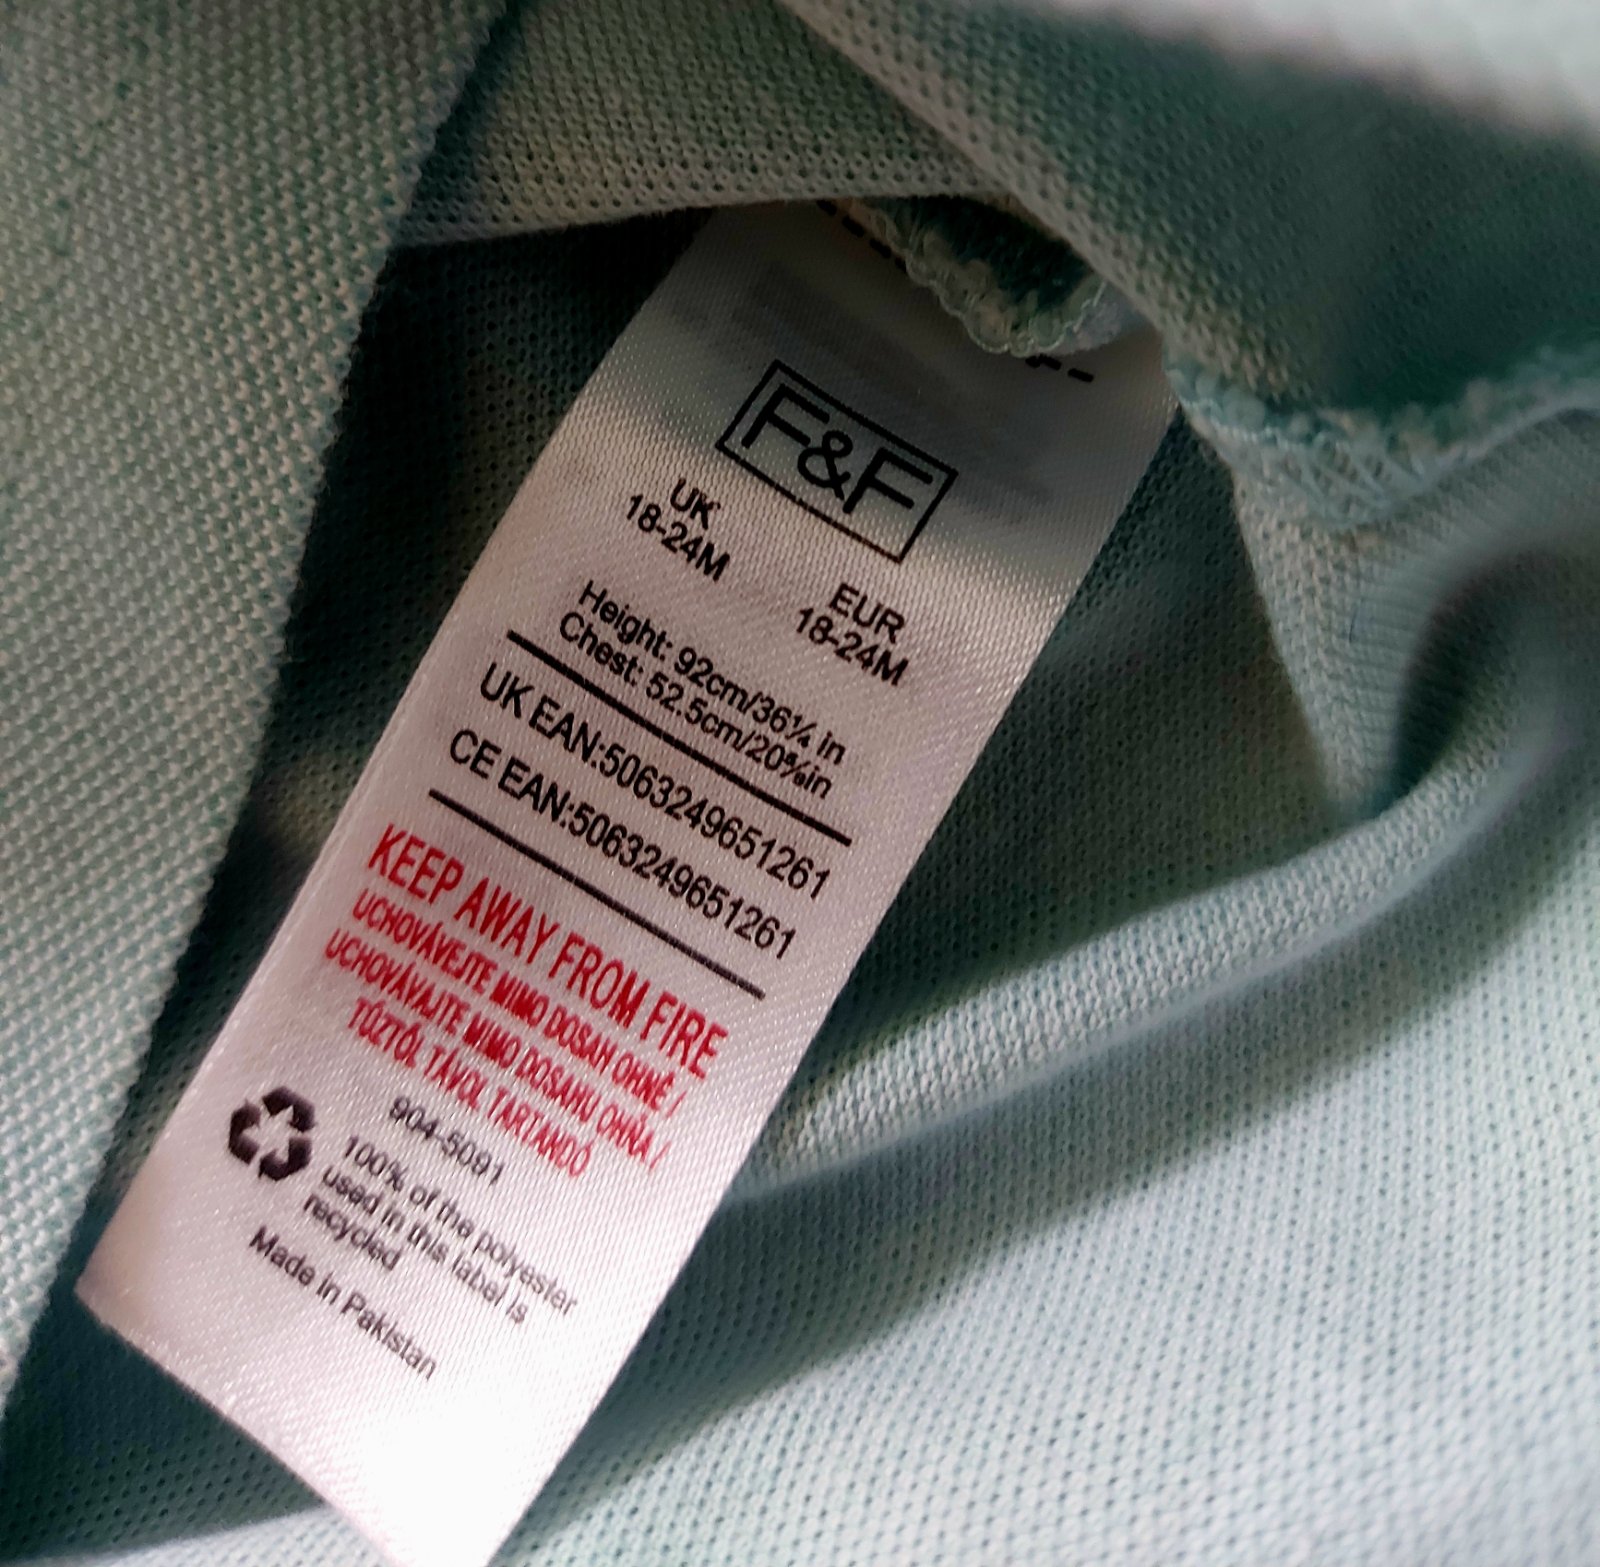 F&F
UK
18-24M
EUR
18-24M
Height: 92cm/36¼ in
Chest: 52.5cm/20⅝in
UK EAN:5063249651261
CE EAN:5063249651261
KEEP AWAY FROM FIRE
UCHOVÁVEJTE MIMO DOSAH OHNĚ /
UCHOVÁVAJTE MIMO DOSAHU OHŇA /
TŰZTŐL TÁVOL TARTANDÓ
904-5091
100% of the polyester
used in this label is
recycled
Made in Pakistan